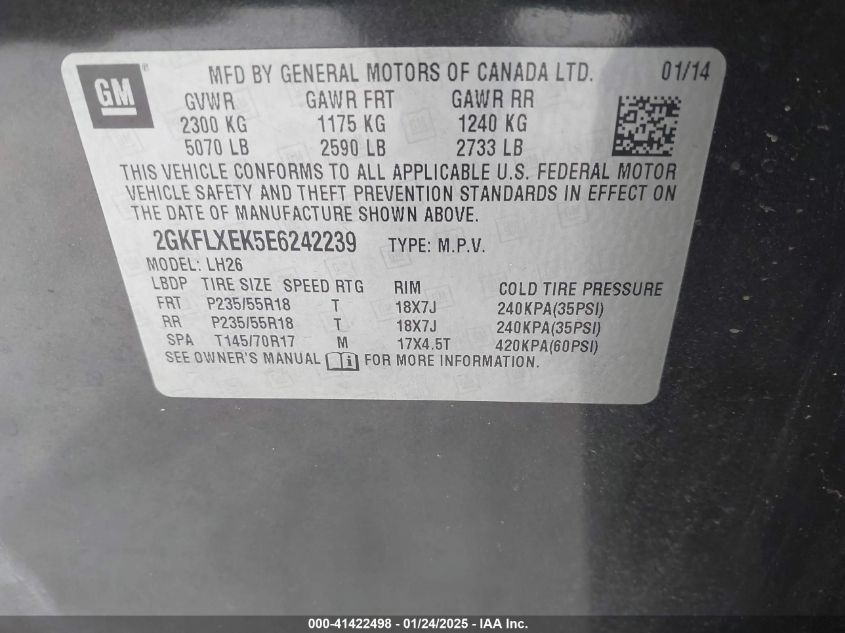 GM ® MFD BY GENERAL MOTORS OF CANADA LTD. 01/14
GVWR GAWR FRT GAWR RR
2300 KG 1175 KG 1240 KG
5070 LB 2590 LB 2733 LB
THIS VEHICLE CONFORMS TO ALL APPLICABLE U.S. FEDERAL MOTOR
VEHICLE SAFETY AND THEFT PREVENTION STANDARDS IN EFFECT ON
THE DATE OF MANUFACTURE SHOWN ABOVE.
2GKFLXEK5E6242239 TYPE: M.P.V.
MODEL: LH26
LBDP TIRE SIZE SPEED RTG RIM COLD TIRE PRESSURE
FRT P235/55R18 T 18X7J 240KPA(35PSI)
RR P235/55R18 T 18X7J 240KPA(35PSI)
SPA T145/70R17 M 17X4.5T 420KPA(60PSI)
SEE OWNER'S MANUAL FOR MORE INFORMATION.
000-41422498 - 01/24/2025 - IAA Inc.